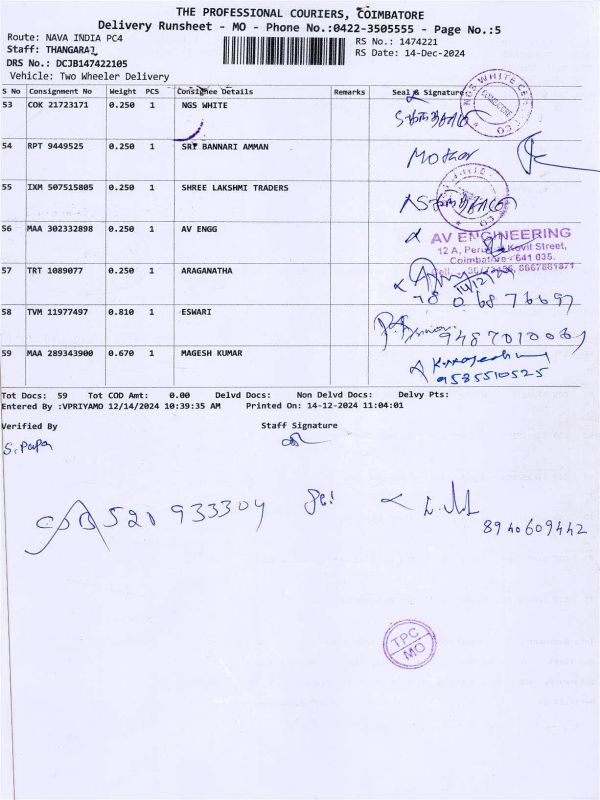 THE PROFESSIONAL COURIERS, COIMBATORE
Delivery Runsheet - MO - Phone No.:0422-3505555 - Page No.:5
Route: NAVA INDIA PC4
RS No.: 1474221
Staff: THANGARAJ
RS Date: 14-Dec-2024
DRS No.: DCJB147422105
Vehicle: Two Wheeler Delivery
S No Consignment No Weight PCS Consignee Details Remarks Seal & Signature
53 COK 21723171 0.250 1 NGS WHITE
54 RPT 9449525 0.250 1 SRI BANNARI AMMAN
Mother
55 IXM 507515805 0.250 1 SHREE LAKSHMI TRADERS
56 MAA 302332898 0.250 1 AV ENGG
AV ENGINEERING
Kovil Street,
Coimbatore - 641 035.
8667861871
57 TRT 1089077 0.250 1 ARAGANATHA
58 TVM 11977497 0.810 1 ESWARI
59 MAA 289343900 0.670 1 MAGESH KUMAR
9585510525
Tot Docs: 59 Tot COD Amt: 0.00 Delvd Docs: Non Delvd Docs: Delvy Pts:
Entered By :VPRIYAMO 12/14/2024 10:39:35 AM Printed On: 14-12-2024 11:04:01
Verified By Staff Signature
S. Papa
520 933304
8940609442
TPC
MO